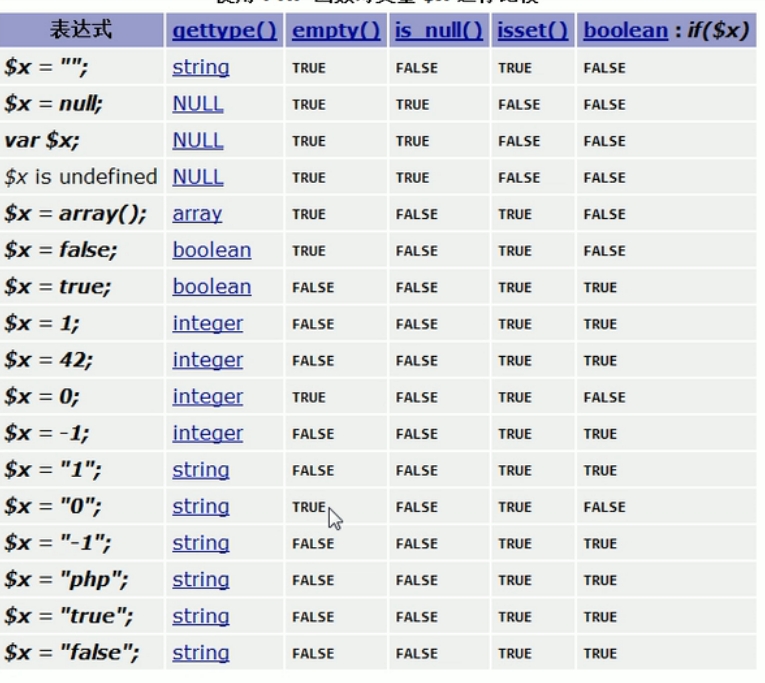 表达式 gettype() empty() is_null() isset() boolean : if($x)
$x = ""; string TRUE FALSE TRUE FALSE
$x = null; NULL TRUE TRUE FALSE FALSE
var $x; NULL TRUE TRUE FALSE FALSE
$x is undefined NULL TRUE TRUE FALSE FALSE
$x = array(); array TRUE FALSE TRUE FALSE
$x = false; boolean TRUE FALSE TRUE FALSE
$x = true; boolean FALSE FALSE TRUE TRUE
$x = 1; integer FALSE FALSE TRUE TRUE
$x = 42; integer FALSE FALSE TRUE TRUE
$x = 0; integer TRUE FALSE TRUE FALSE
$x = -1; integer FALSE FALSE TRUE TRUE
$x = "1"; string FALSE FALSE TRUE TRUE
$x = "0"; string TRUE FALSE TRUE FALSE
$x = "-1"; string FALSE FALSE TRUE TRUE
$x = "php"; string FALSE FALSE TRUE TRUE
$x = "true"; string FALSE FALSE TRUE TRUE
$x = "false"; string FALSE FALSE TRUE TRUE